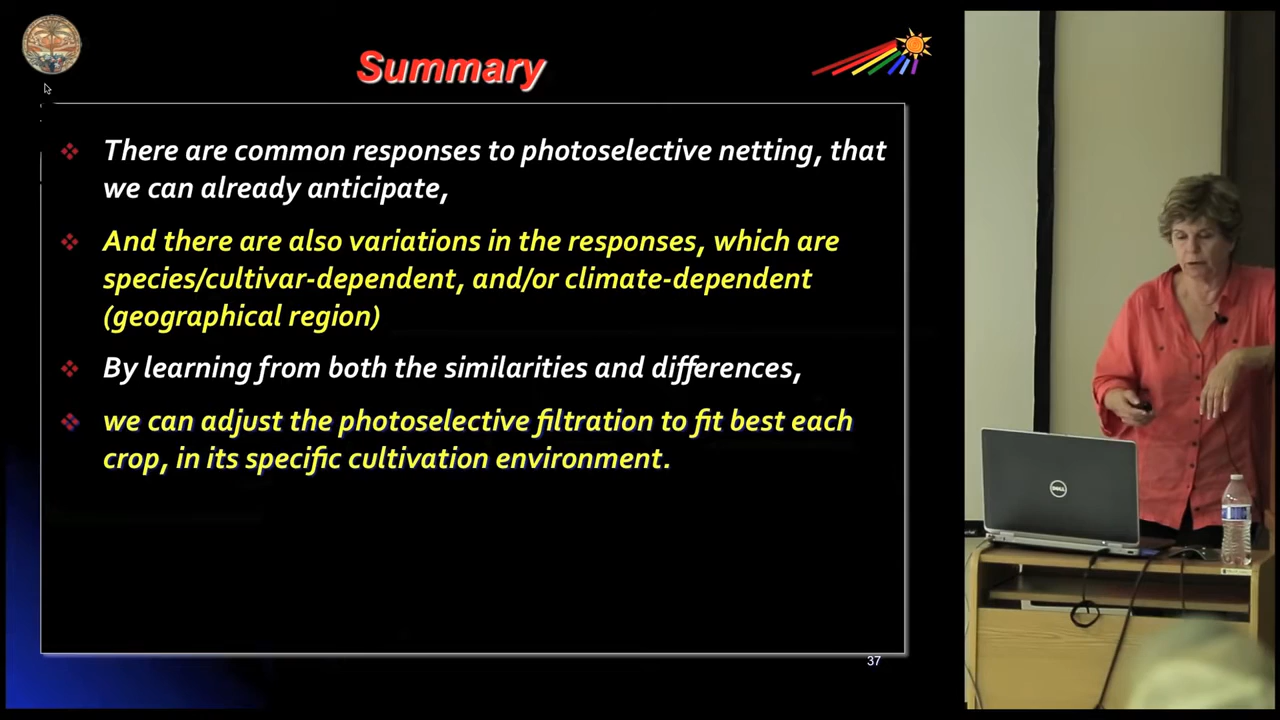 Summary
There are common responses to photoselective netting, that
we can already anticipate,
And there are also variations in the responses, which are
species/cultivar-dependent, and/or climate-dependent
(geographical region)
By learning from both the similarities and differences,
we can adjust the photoselective filtration to fit best each
crop, in its specific cultivation environment.
37
DELL